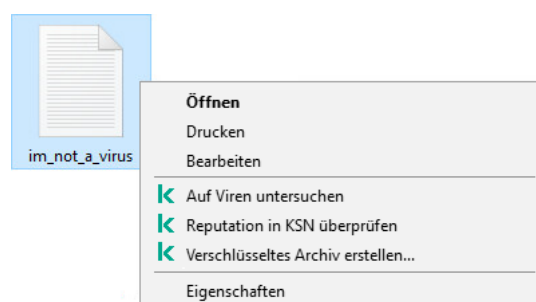 im_not_a_virus
Öffnen
Drucken
Bearbeiten
Auf Viren untersuchen
Reputation in KSN überprüfen
Verschlüsseltes Archiv erstellen...
Eigenschaften